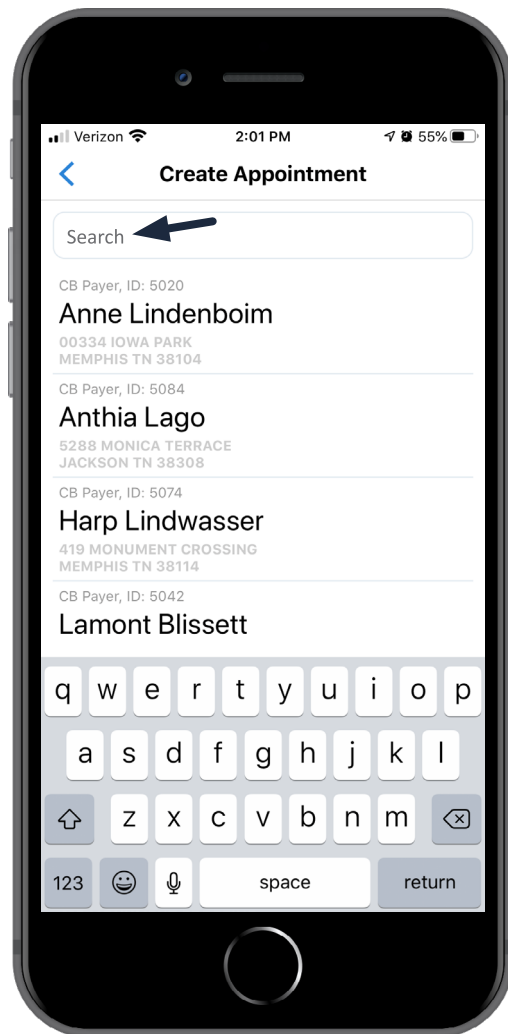 Verizon 2:01 PM 55%
Create Appointment
Search
CB Payer, ID: 5020
Anne Lindenboim
00334 IOWA PARK
MEMPHIS TN 38104
CB Payer, ID: 5084
Anthia Lago
5288 MONICA TERRACE
JACKSON TN 38308
CB Payer, ID: 5074
Harp Lindwasser
419 MONUMENT CROSSING
MEMPHIS TN 38114
CB Payer, ID: 5042
Lamont Blissett
q w e r t y u i o p
a s d f g h j k l
z x c v b n m
123 space return